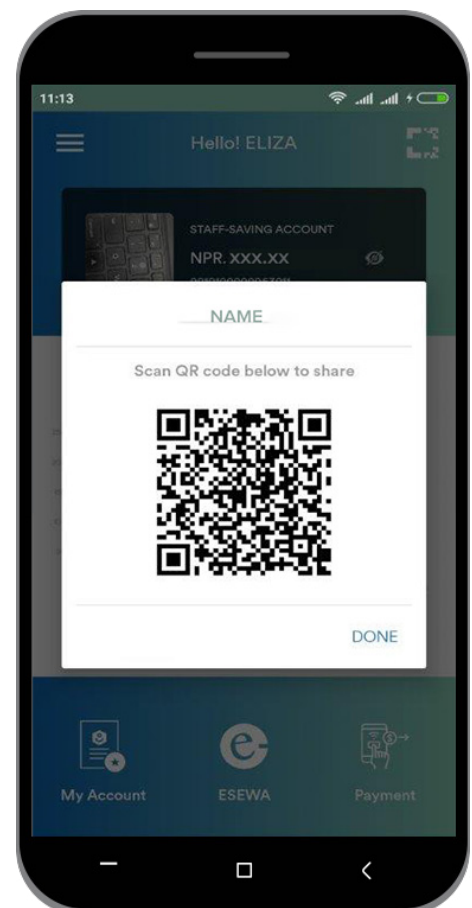 11:13
Hello! ELIZA
STAFF-SAVING ACCOUNT
NPR. XXX.XX
NAME
Scan QR code below to share
DONE
My Account
ESEWA
Payment